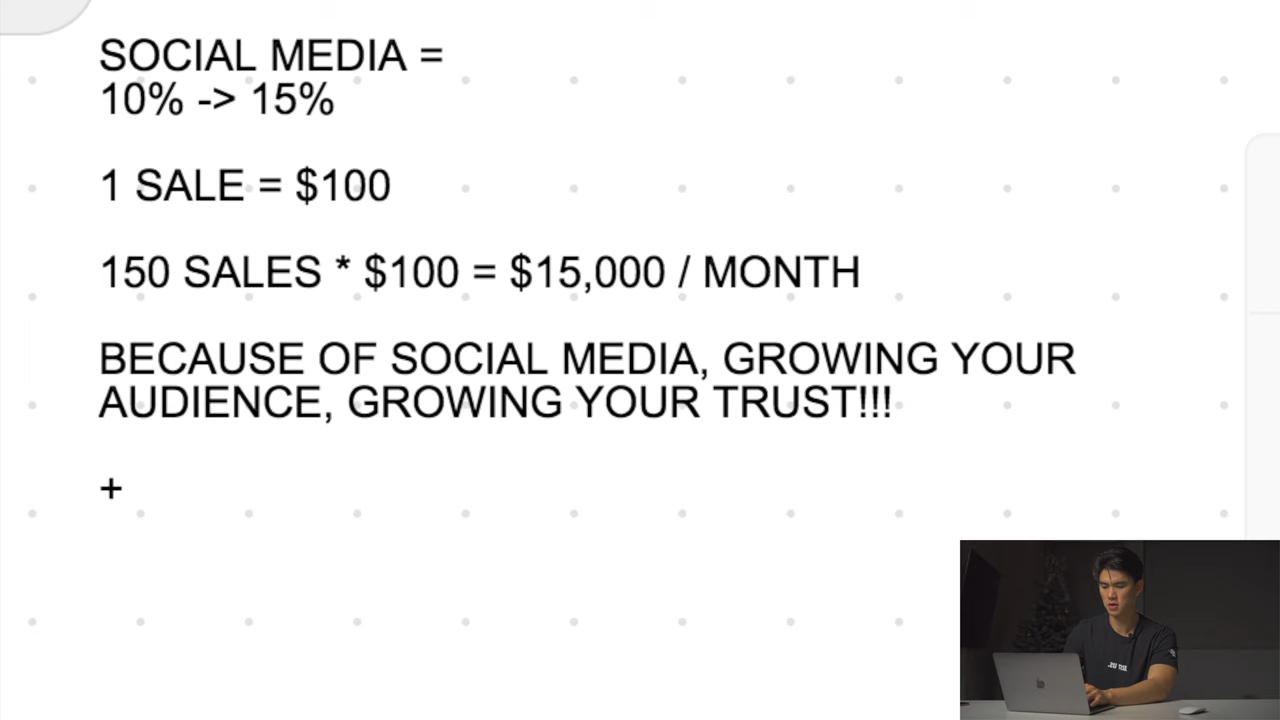 SOCIAL MEDIA =
10% -> 15%
1 SALE = $100
150 SALES * $100 = $15,000 / MONTH
BECAUSE OF SOCIAL MEDIA, GROWING YOUR
AUDIENCE, GROWING YOUR TRUST!!!
+